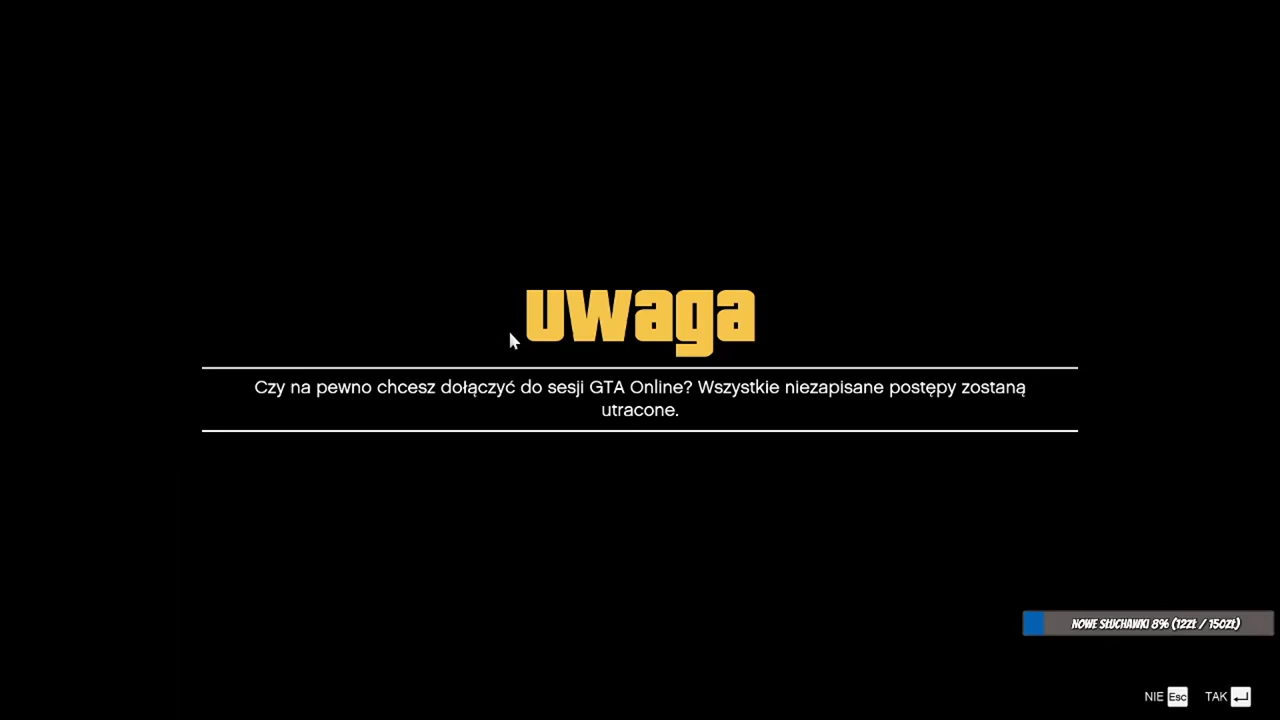 uwaga
Czy na pewno chcesz dołączyć do sesji GTA Online? Wszystkie niezapisane postępy zostaną
utracone.
NOWE SŁUCHAWKI 8% (12ZŁ / 150ZŁ)
NIE Esc TAK